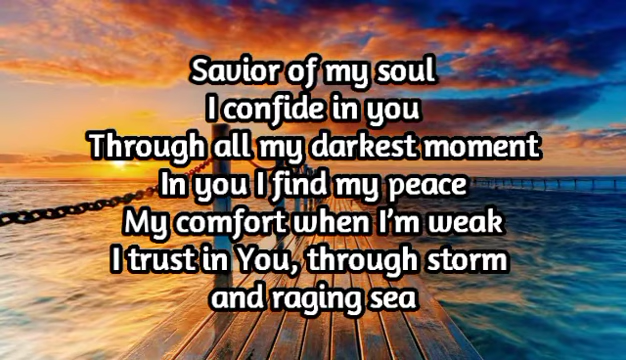 Savior of my soul
I confide in you
Through all my darkest moment
In you I find my peace
My comfort when I'm weak
I trust in You, through storm
and raging sea